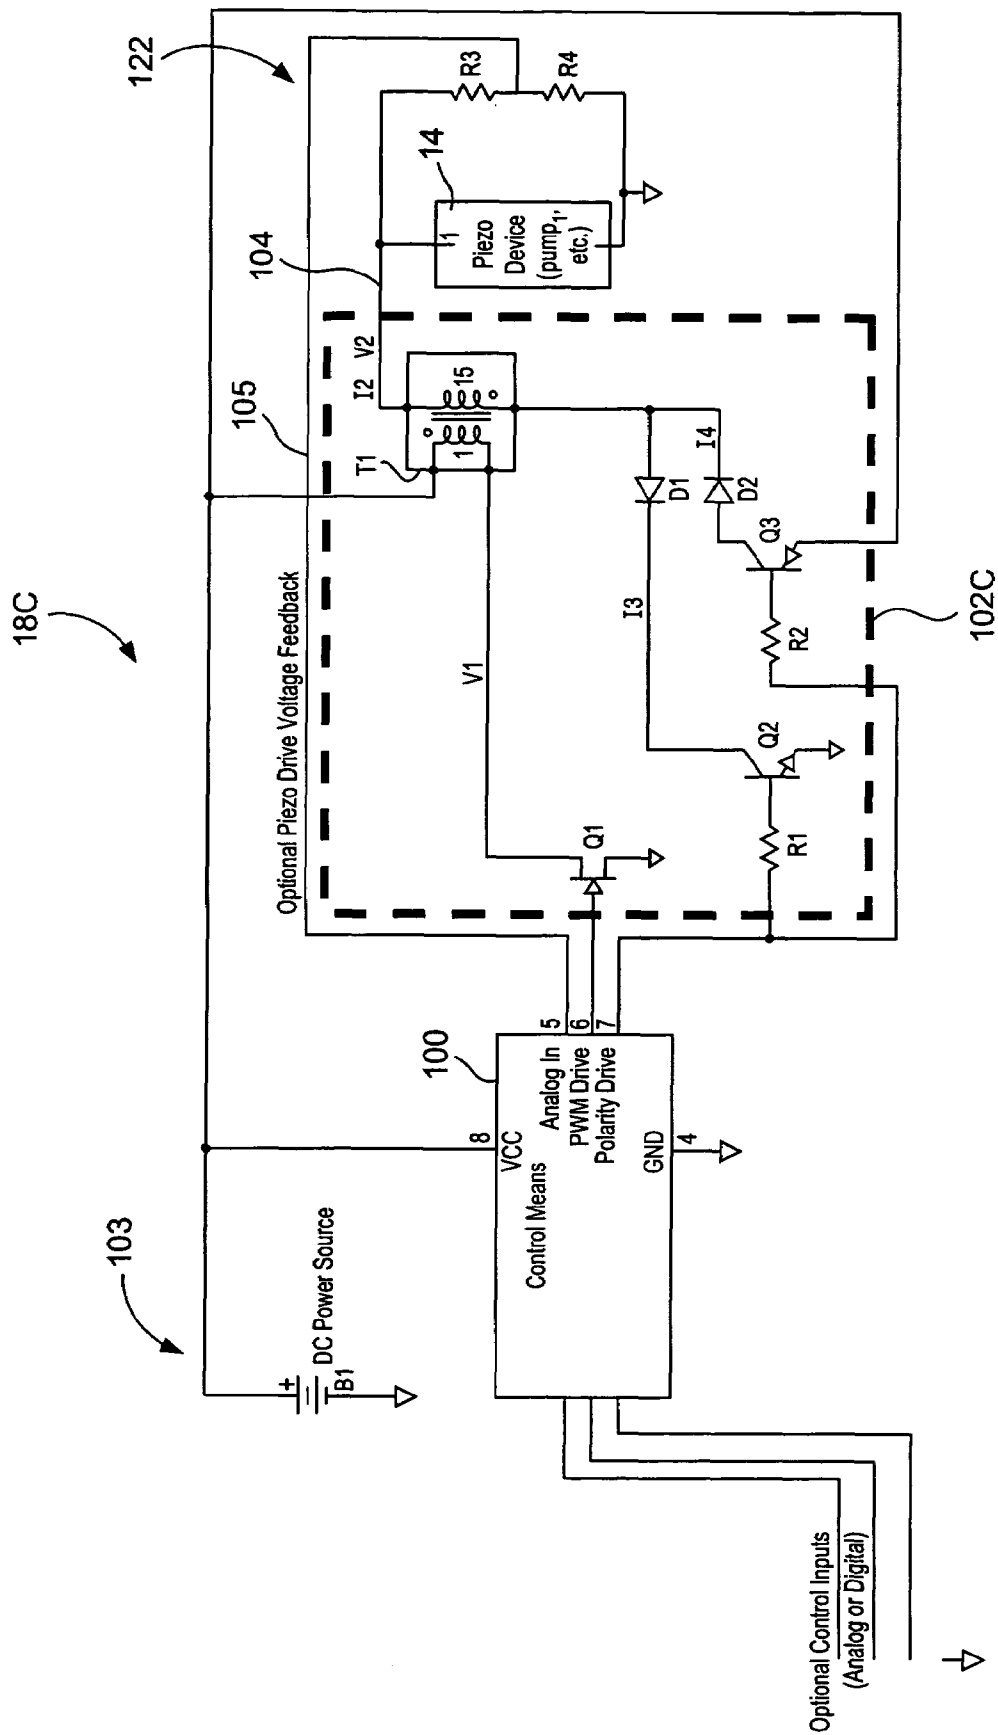 18C
103
122
105
104
14
R3
R4
Optional Piezo Drive Voltage Feedback
I2 V2
T1
1 15
1
Piezo
Device
(pump₁,
etc.)
V1
I3
I4
D1
D2
Q1
Q2
Q3
R1
R2
102C
+
B1
DC Power Source
100
8
VCC
Control Means
Analog In 5
PWM Drive 6
Polarity Drive 7
GND
4
Optional Control Inputs
(Analog or Digital)